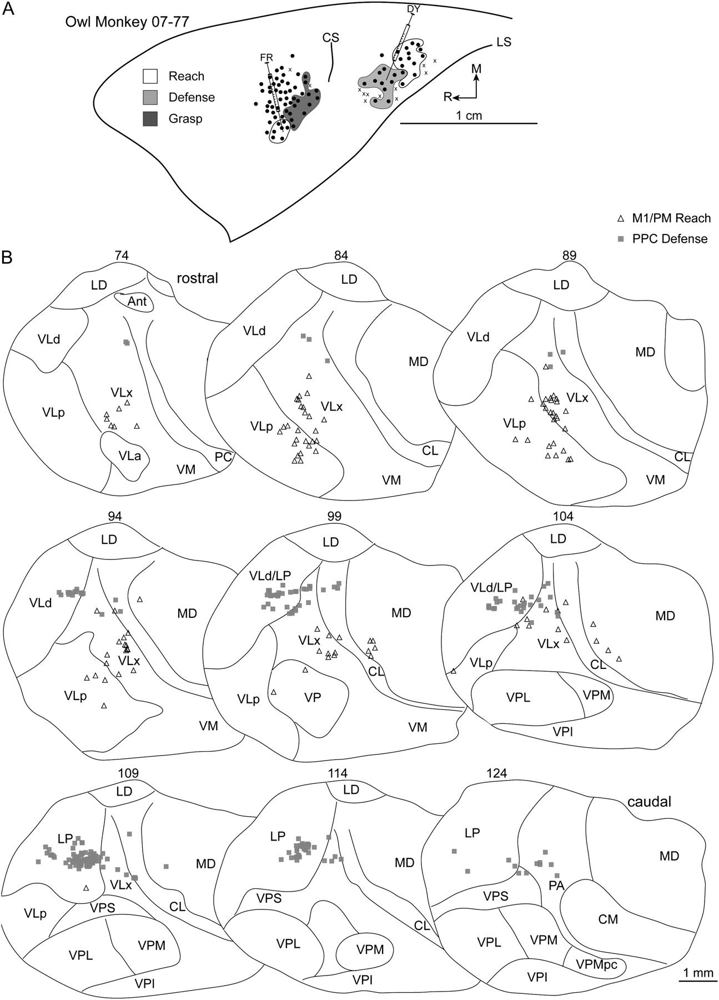 A
Owl Monkey 07-77
DY
CS
LS
FR
Reach
Defense
Grasp
M
R
1 cm
M1/PM Reach
PPC Defense
B
74
84
89
rostral
LD
LD
LD
Ant
VLd
VLd
VLd
MD
MD
VLx
VLx
VLx
VLp
VLp
VLp
VLa
PC
CL
CL
VM
VM
VM
94
99
104
LD
LD
LD
VLd/LP
VLd/LP
VLd
MD
MD
MD
VLx
VLx
VLx
VLp
CL
CL
VLp
VLp
VP
VPL
VPM
VM
VM
VPI
109
114
124
LD
LD
caudal
LP
LP
LP
MD
MD
MD
VLx
PA
VLp
VPS
CL
VPS
VPS
CL
CM
VPL
VPM
VPL
VPM
VPL
VPM
VPMpc
VPI
VPI
VPI
1 mm